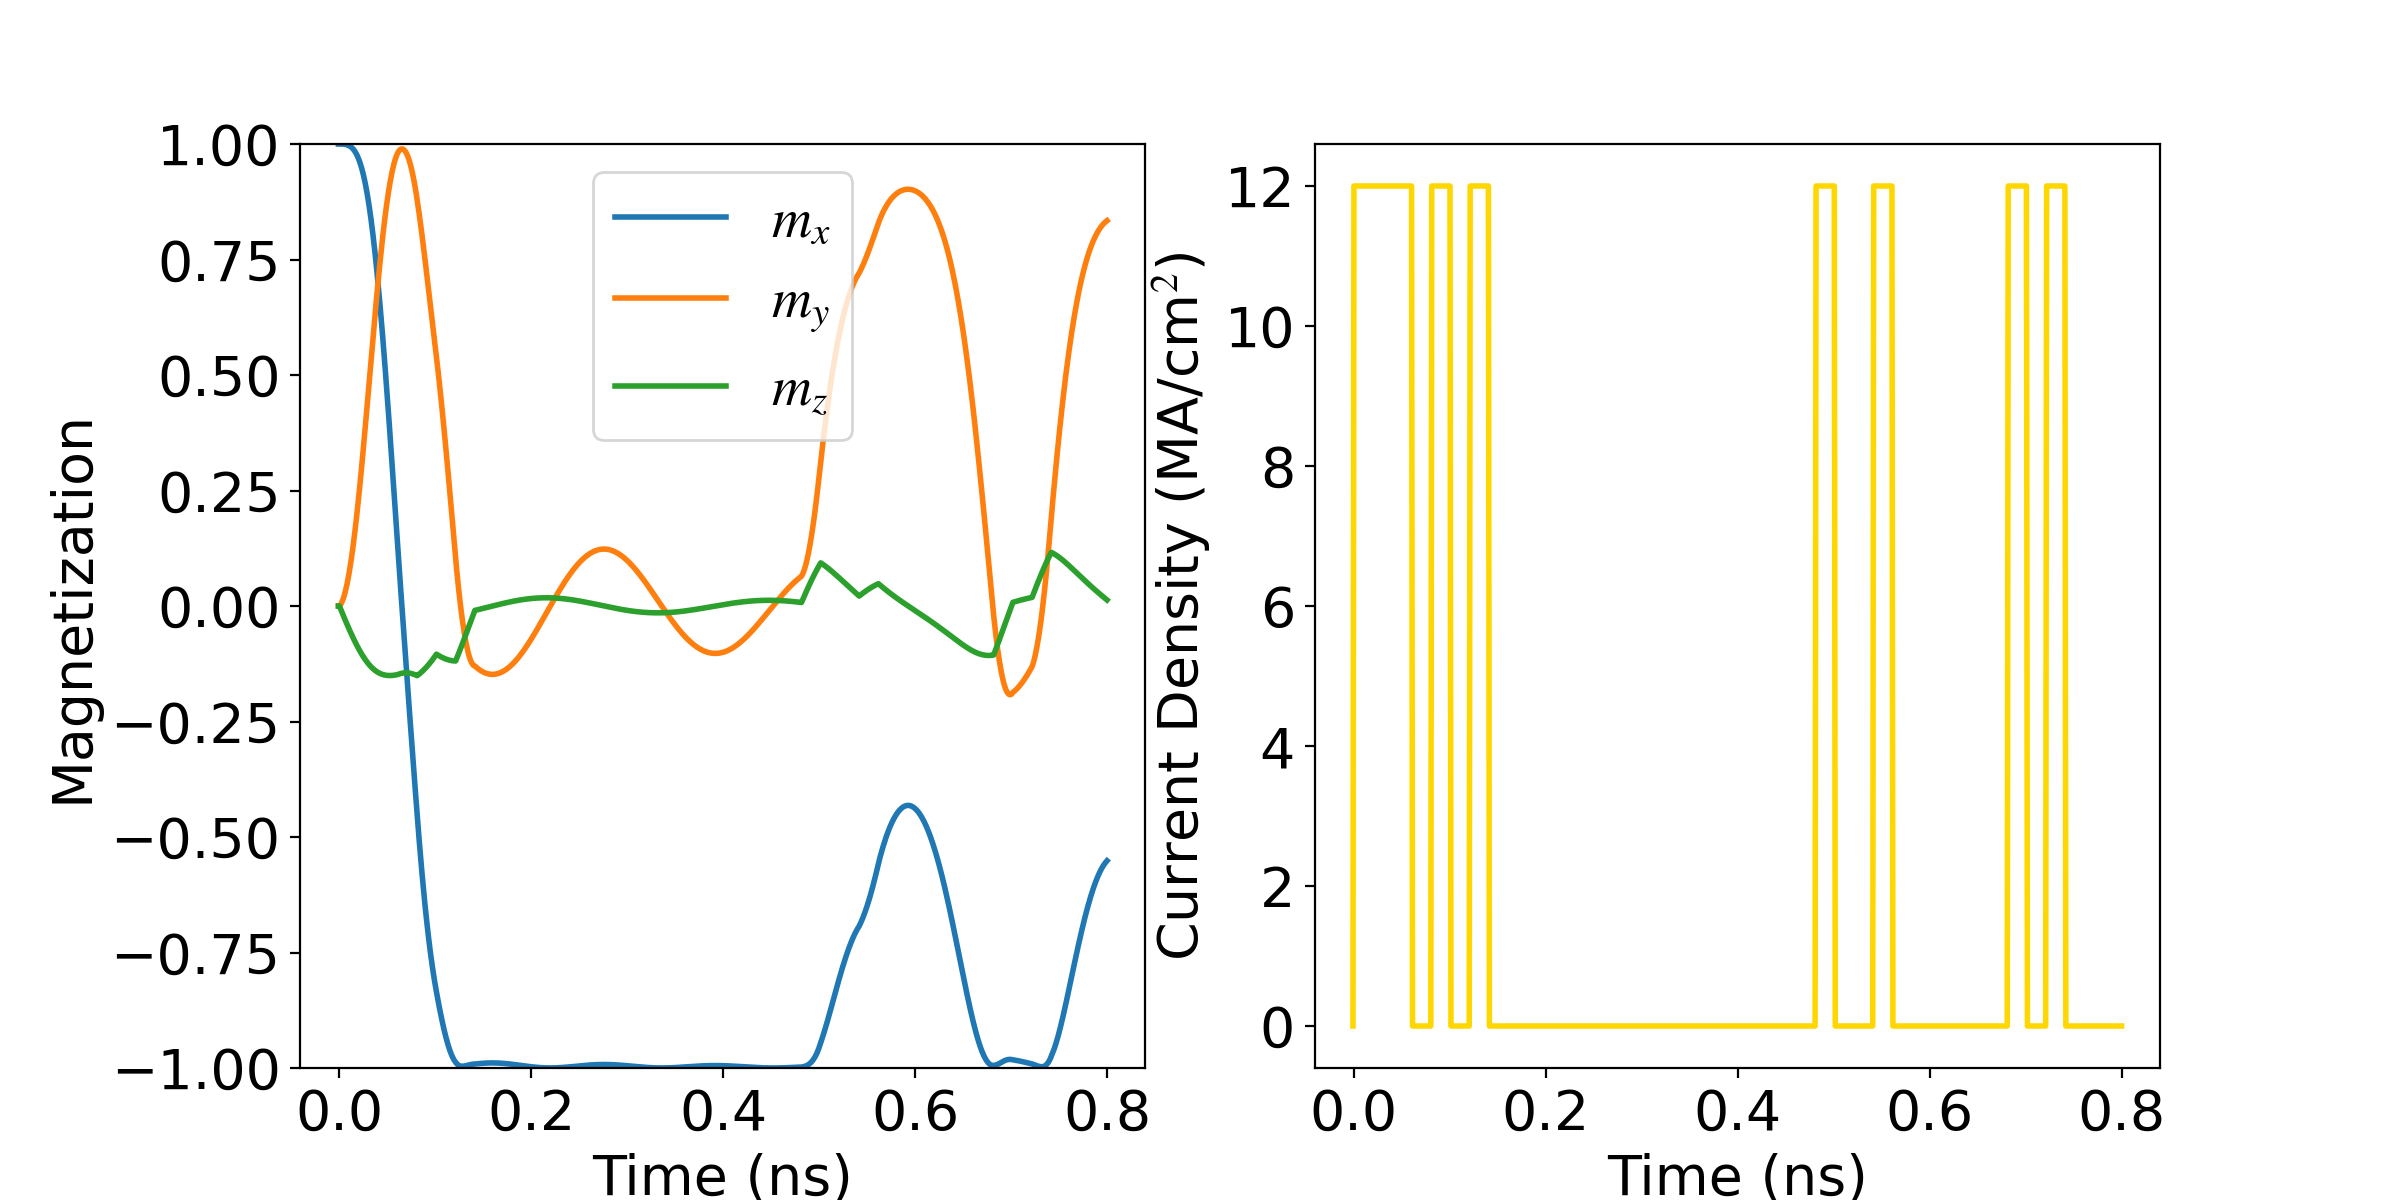 Magnetization
1.00
0.75
0.50
0.25
0.00
−0.25
−0.50
−0.75
−1.00
m_x
m_y
m_z
0.0 0.2 0.4 0.6 0.8
Time (ns)
Current Density (MA/cm²)
12
10
8
6
4
2
0
0.0 0.2 0.4 0.6 0.8
Time (ns)